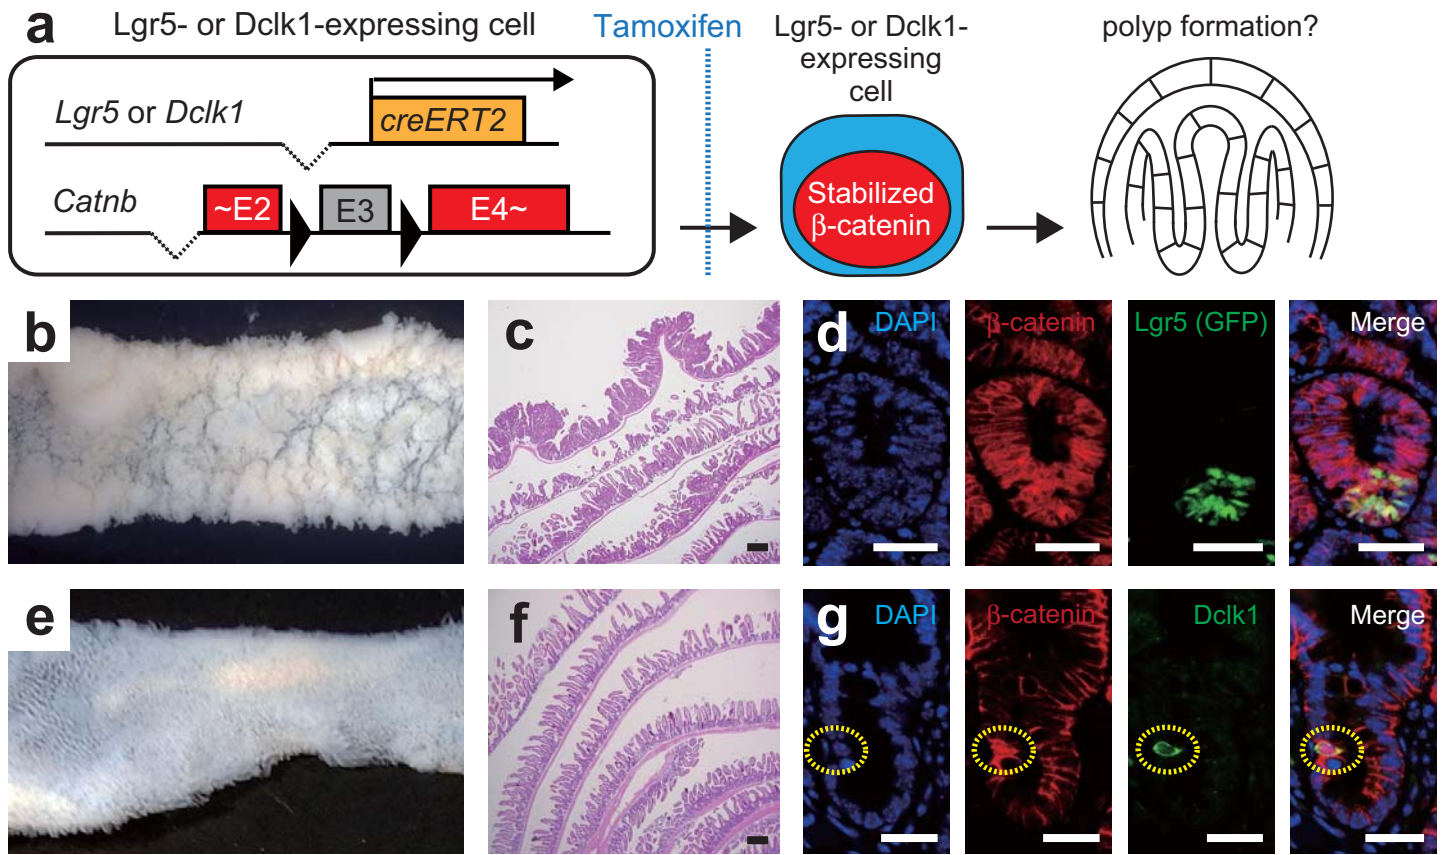 a
Lgr5- or Dclk1-expressing cell
Tamoxifen
Lgr5- or Dclk1-
expressing
cell
polyp formation?
Lgr5 or Dclk1
creERT2
Catnb
~E2
E3
E4~
Stabilized
β-catenin
b
c
d
DAPI
β-catenin
Lgr5 (GFP)
Merge
e
f
g
DAPI
β-catenin
Dclk1
Merge